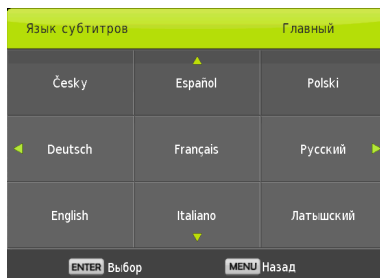 Язык субтитров Главный
Česky Español Polski
Deutsch Français Русский
English Italiano Латышский
ENTER Выбор MENU Назад